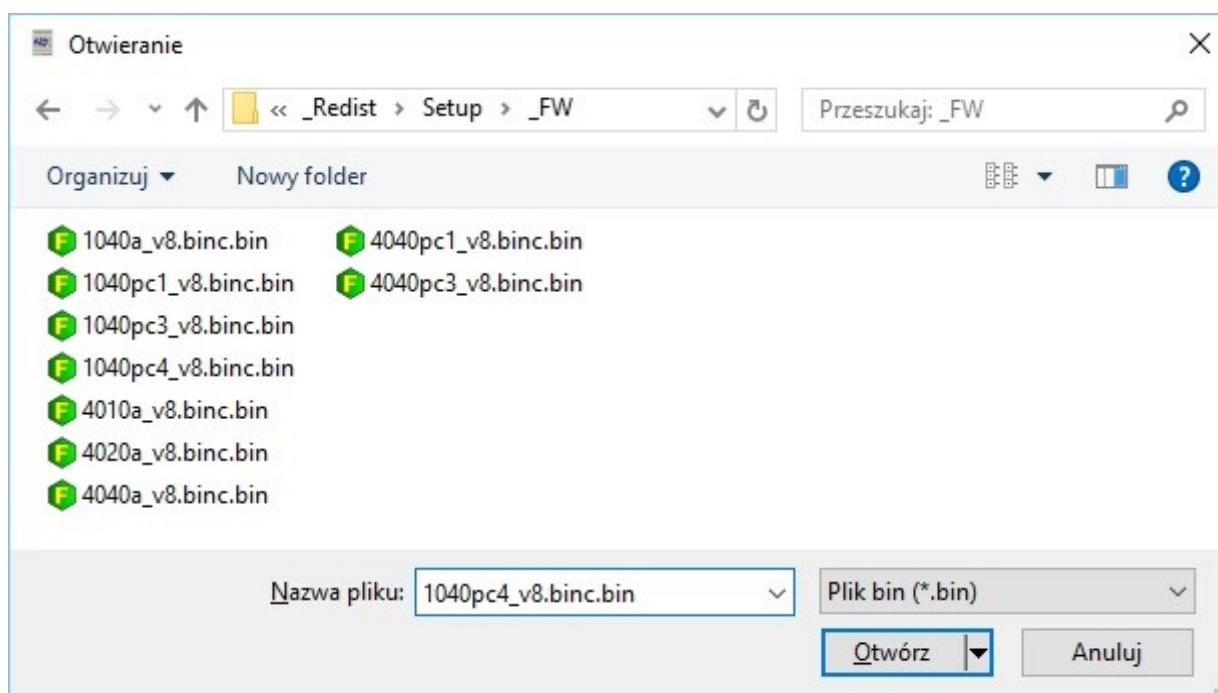 Otwieranie
« _Redist > Setup > _FW
Przeszukaj: _FW
Organizuj
Nowy folder
1040a_v8.binc.bin
1040pc1_v8.binc.bin
1040pc3_v8.binc.bin
1040pc4_v8.binc.bin
4010a_v8.binc.bin
4020a_v8.binc.bin
4040a_v8.binc.bin
4040pc1_v8.binc.bin
4040pc3_v8.binc.bin
Nazwa pliku: 1040pc4_v8.binc.bin
Plik bin (*.bin)
Otwórz
Anuluj